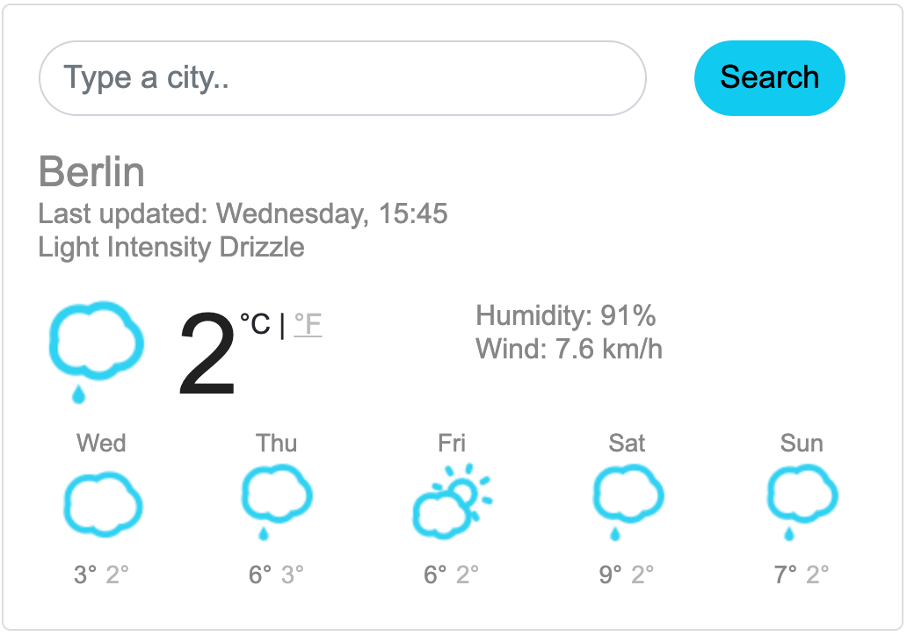 Type a city..
Search
Berlin
Last updated: Wednesday, 15:45
Light Intensity Drizzle
2 °C | °F
Humidity: 91%
Wind: 7.6 km/h
Wed Thu Fri Sat Sun
3° 2° 6° 3° 6° 2° 9° 2° 7° 2°